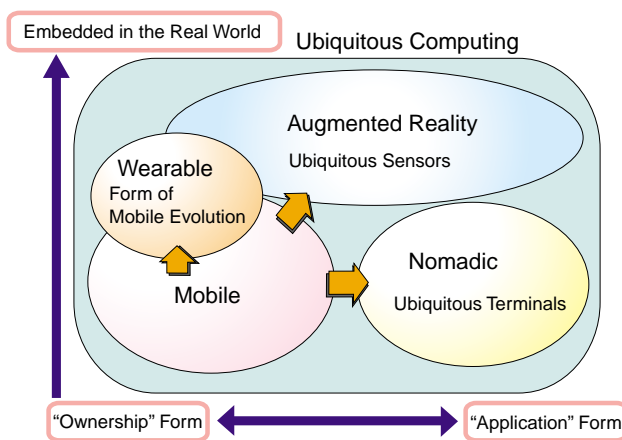 Embedded in the Real World
Ubiquitous Computing
Augmented Reality
Ubiquitous Sensors
Wearable
Form of
Mobile Evolution
Mobile
Nomadic
Ubiquitous Terminals
“Ownership” Form
“Application” Form